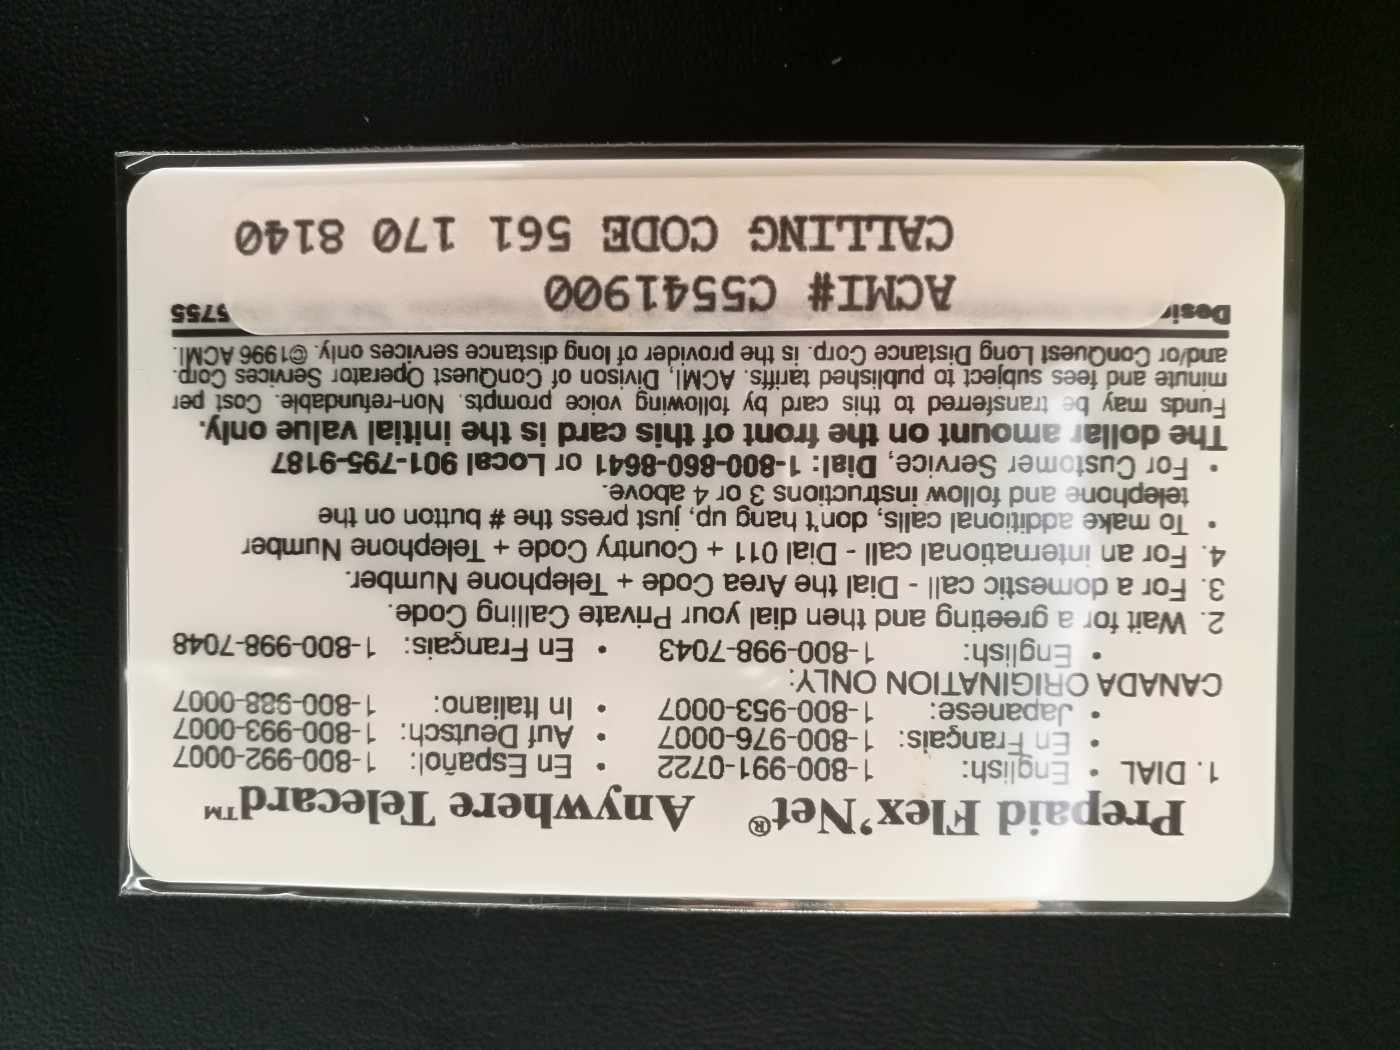 Prepaid Flex'Net® Anywhere Telecard™
1. DIAL • English: 1-800-991-0722 • En Español: 1-800-992-0007
• En Français: 1-800-976-0007 • Auf Deutsch: 1-800-993-0007
• Japanese: 1-800-953-0007 • In Italiano: 1-800-988-0007
CANADA ORIGINATION ONLY:
• English: 1-800-998-7043 • En Français: 1-800-998-7048
2. Wait for a greeting and then dial your Private Calling Code.
3. For a domestic call - Dial the Area Code + Telephone Number.
4. For an international call - Dial 011 + Country Code + Telephone Number
• To make additional calls, don't hang up, just press the # button on the
telephone and follow instructions 3 or 4 above.
• For Customer Service, Dial: 1-800-860-8641 or Local 901-795-9187
The dollar amount on the front of this card is the initial value only.
Funds may be transferred to this card by following voice prompts. Non-refundable. Cost per
minute and fees subject to published tariffs. ACMI, Divison of ConQuest Operator Services Corp.
and/or ConQuest Long Distance Corp. is the provider of long distance services only. ©1996 ACMI.
5755
ACMI# C5541900
CALLING CODE 561 170 8140